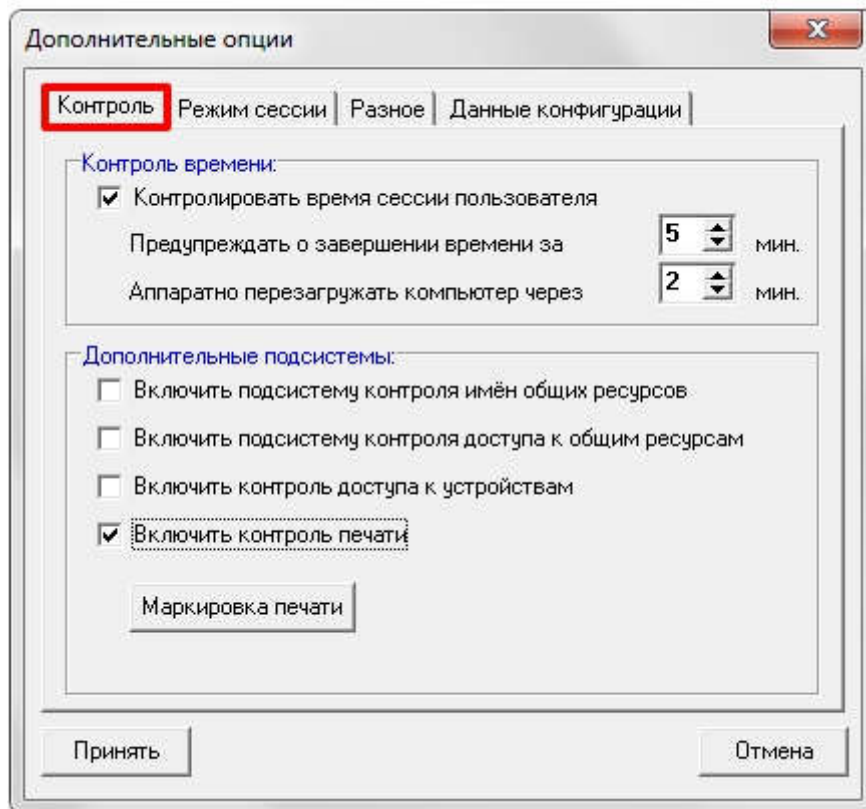 Дополнительные опции
Контроль Режим сессии Разное Данные конфигурации
Контроль времени:
Контролировать время сессии пользователя
Предупреждать о завершении времени за 5 мин.
Аппаратно перезагружать компьютер через 2 мин.
Дополнительные подсистемы:
Включить подсистему контроля имён общих ресурсов
Включить подсистему контроля доступа к общим ресурсам
Включить контроль доступа к устройствам
Включить контроль печати
Маркировка печати
Принять Отмена